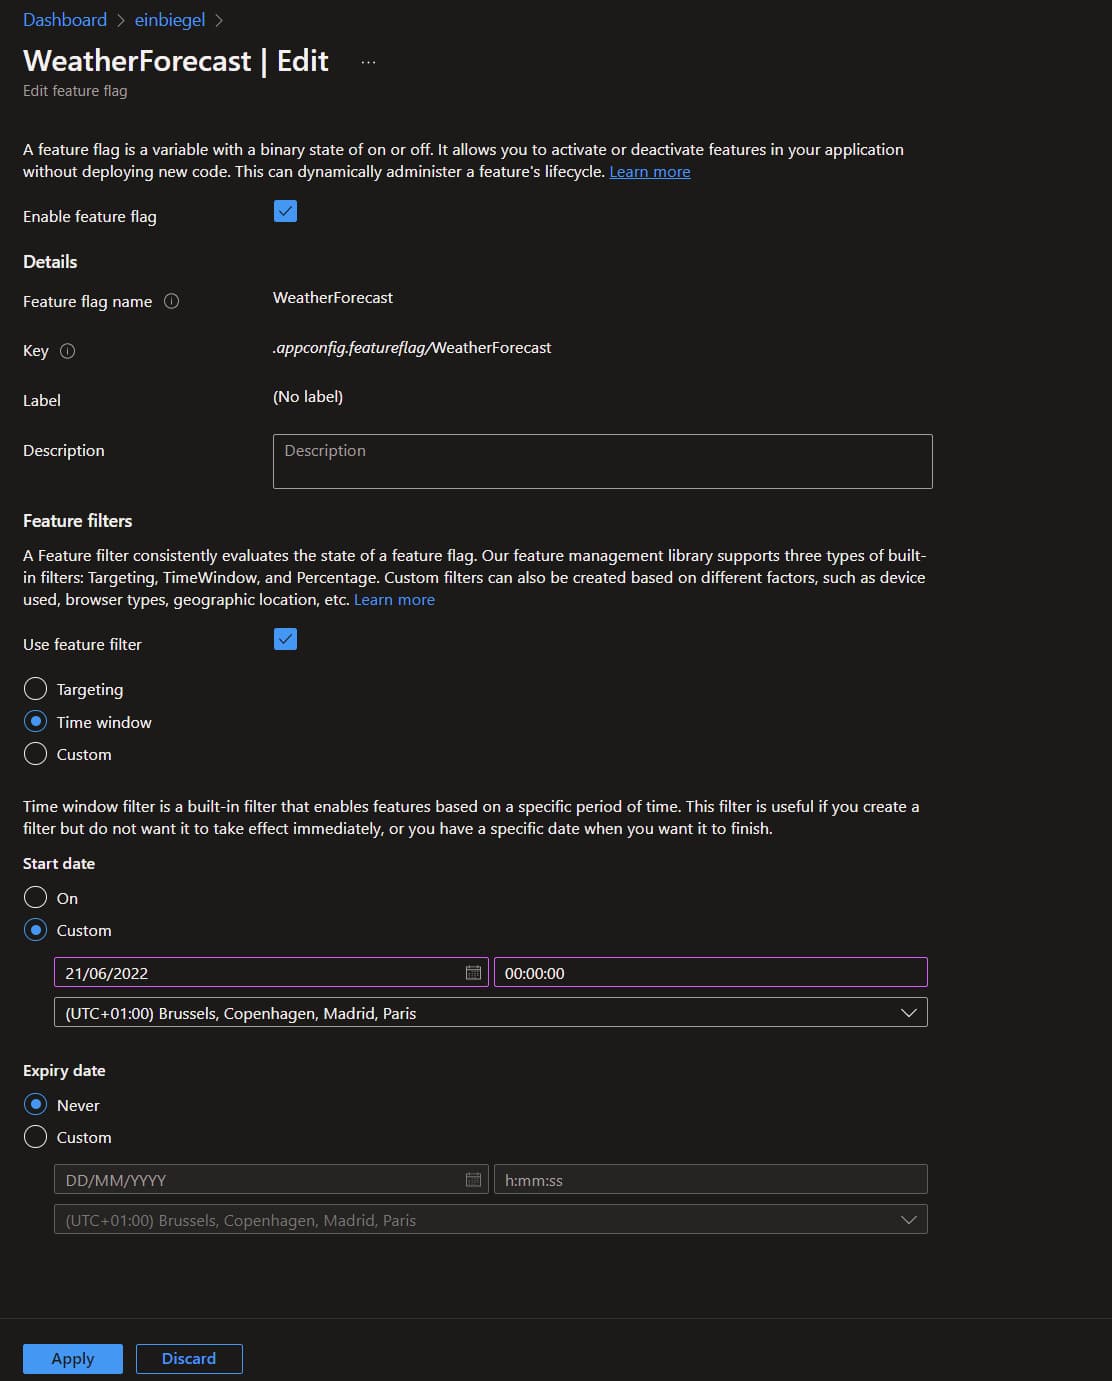 Dashboard > einbiegel >
WeatherForecast | Edit ...
Edit feature flag
A feature flag is a variable with a binary state of on or off. It allows you to activate or deactivate features in your application
without deploying new code. This can dynamically administer a feature's lifecycle. Learn more
Enable feature flag
Details
Feature flag name
WeatherForecast
Key
.appconfig.featureflag/WeatherForecast
Label
(No label)
Description
Description
Feature filters
A Feature filter consistently evaluates the state of a feature flag. Our feature management library supports three types of built-
in filters: Targeting, TimeWindow, and Percentage. Custom filters can also be created based on different factors, such as device
used, browser types, geographic location, etc. Learn more
Use feature filter
Targeting
Time window
Custom
Time window filter is a built-in filter that enables features based on a specific period of time. This filter is useful if you create a
filter but do not want it to take effect immediately, or you have a specific date when you want it to finish.
Start date
On
Custom
21/06/2022
00:00:00
(UTC+01:00) Brussels, Copenhagen, Madrid, Paris
Expiry date
Never
Custom
DD/MM/YYYY
h:mm:ss
(UTC+01:00) Brussels, Copenhagen, Madrid, Paris
Apply
Discard